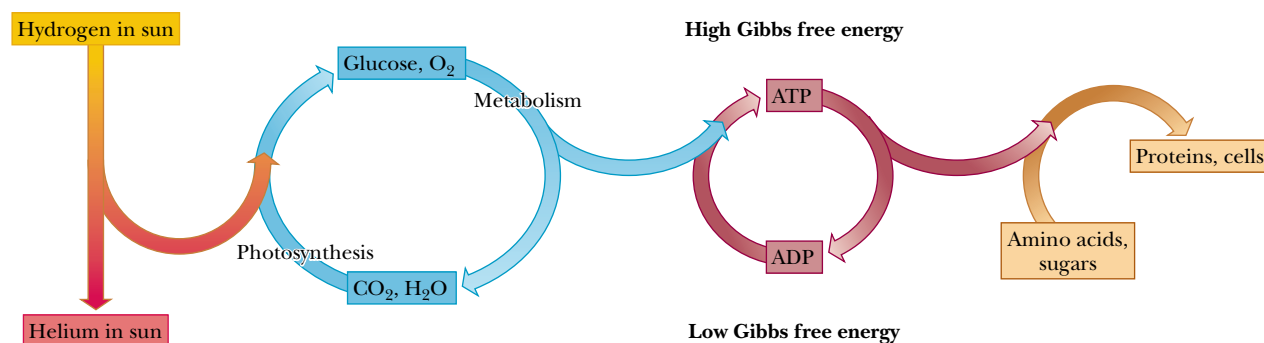 Hydrogen in sun
High Gibbs free energy
Glucose, O₂
Metabolism
ATP
Proteins, cells
Photosynthesis
ADP
Amino acids,
sugars
CO₂, H₂O
Helium in sun
Low Gibbs free energy